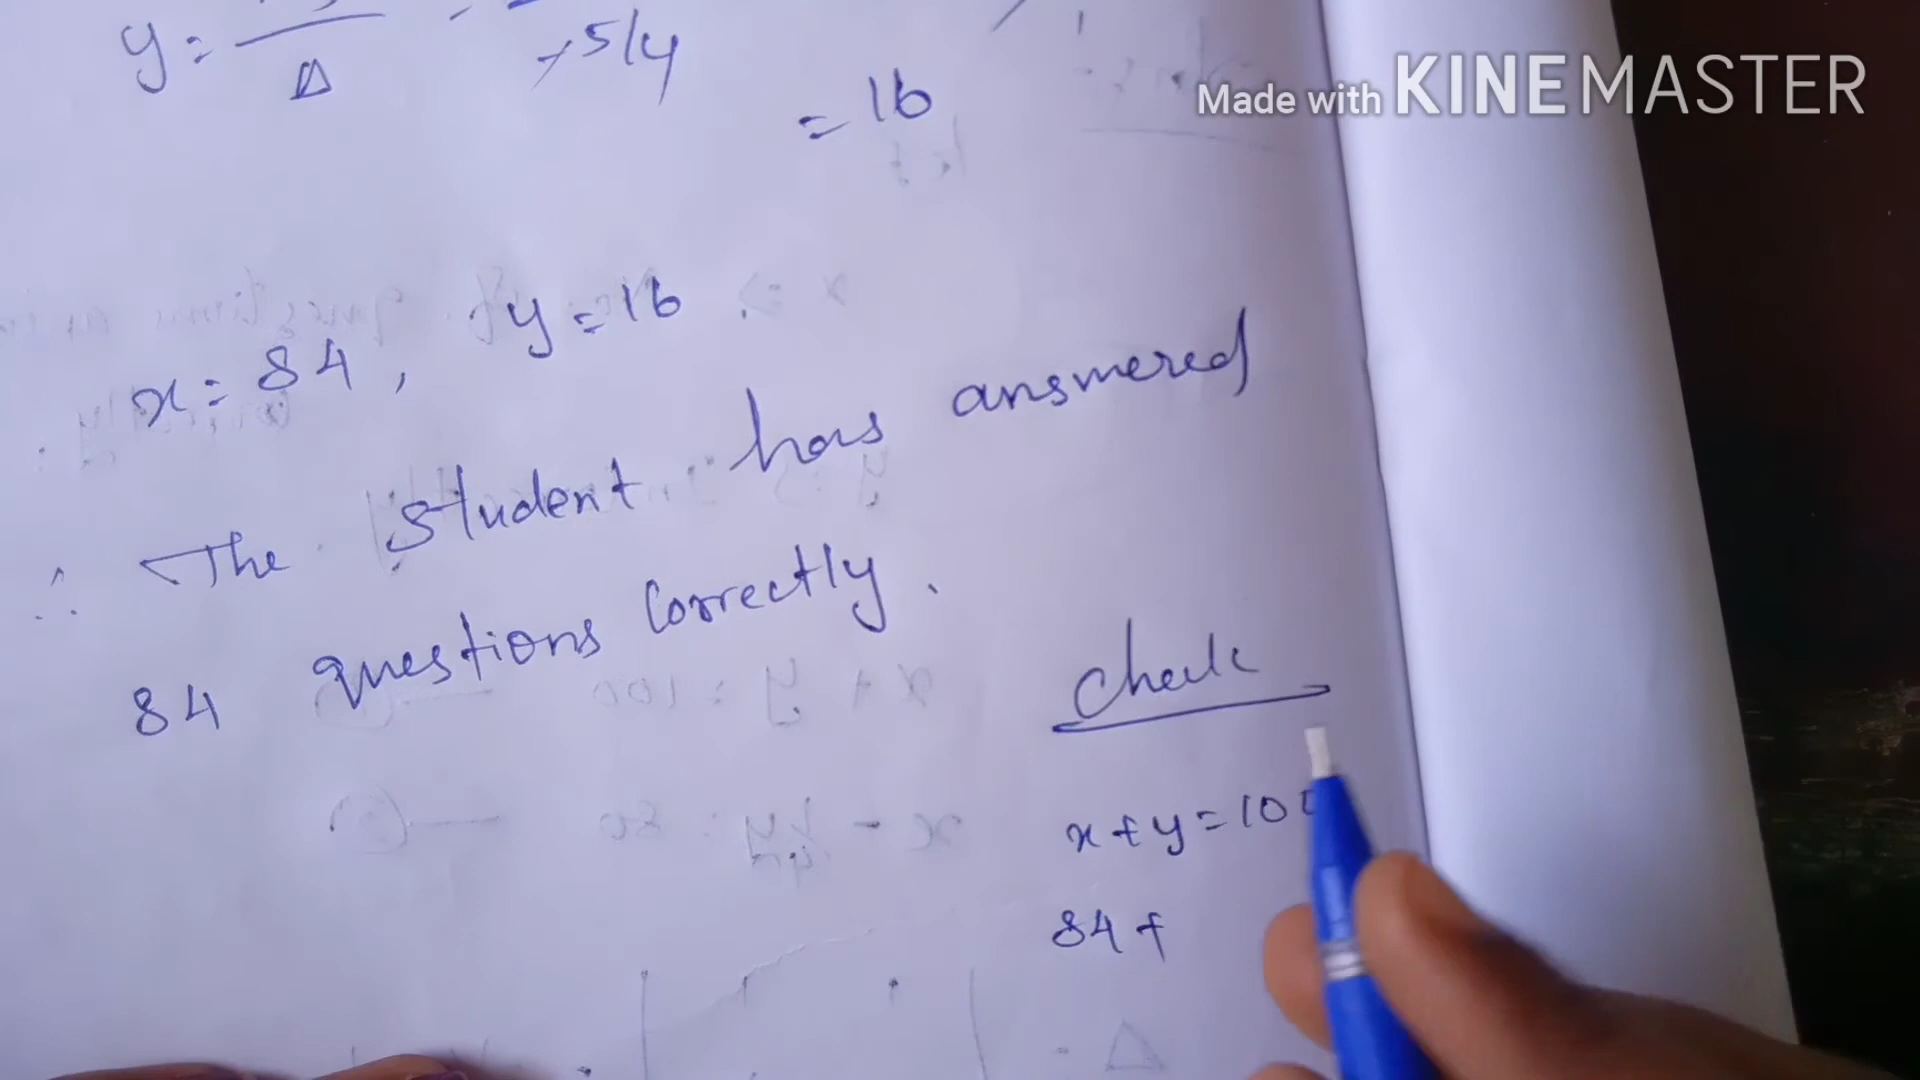 Made with KINEMASTER
y = Δ
5/4
= 16
x = 84, y = 16
∴ The student has answered
84 questions correctly.
Check
x + y = 10
84 +